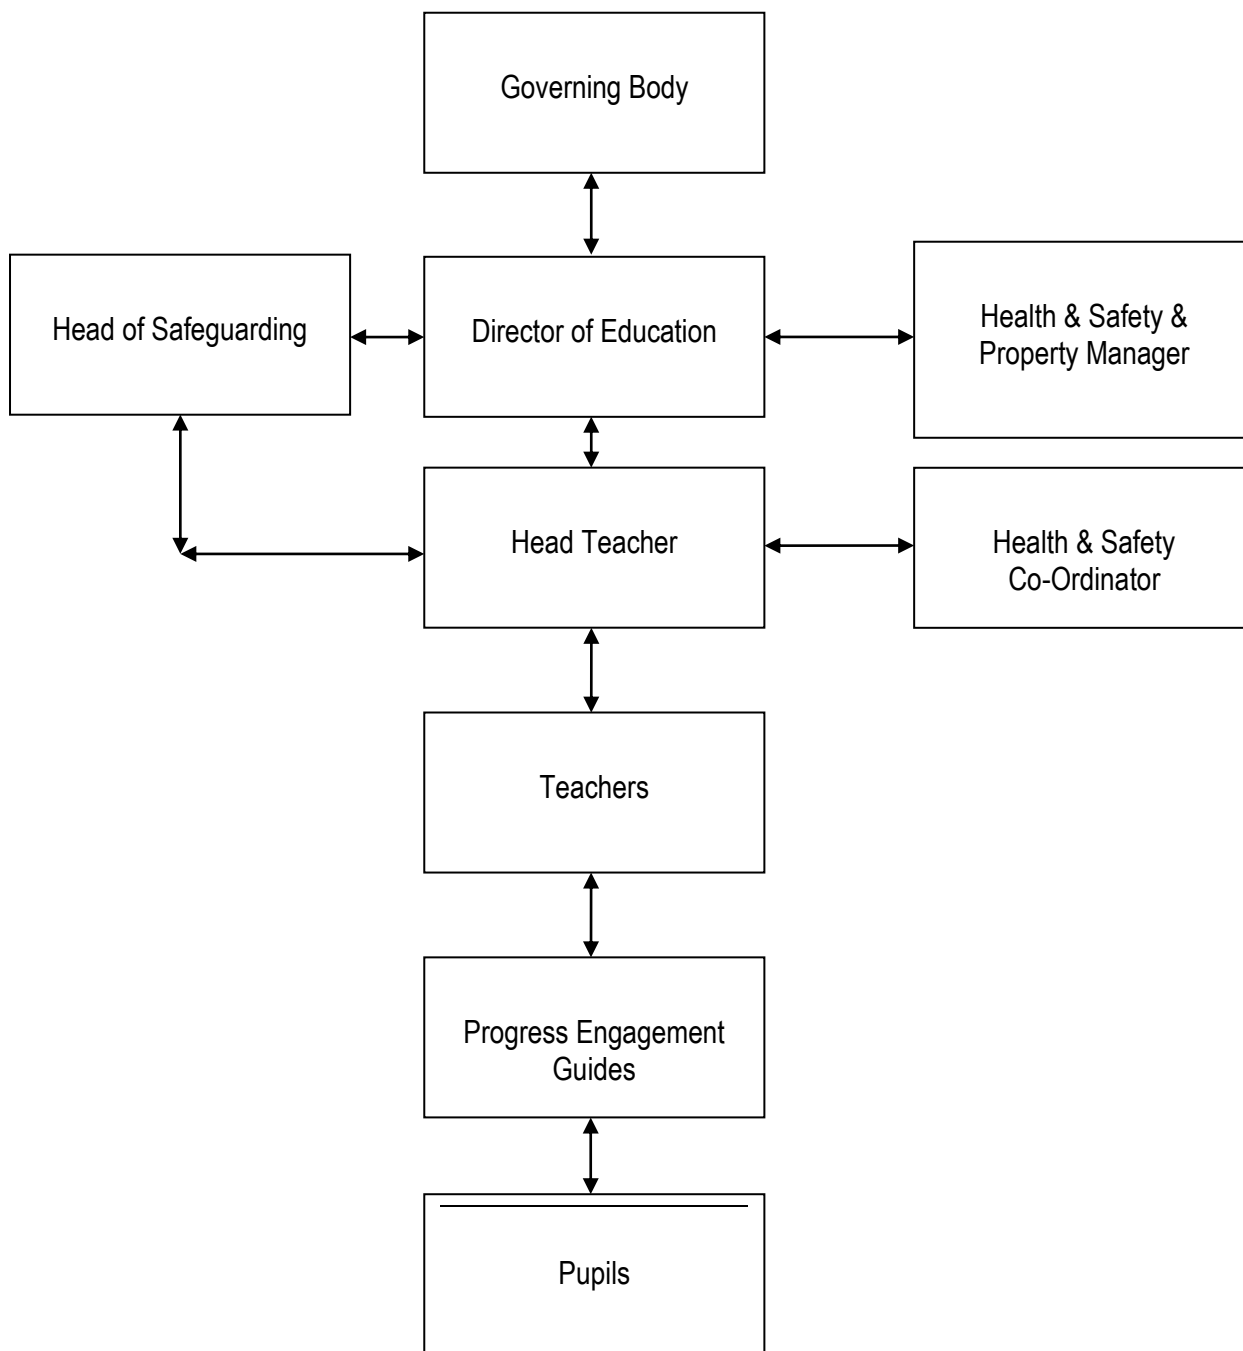 Governing Body
Head of Safeguarding
Director of Education
Health & Safety &
Property Manager
Head Teacher
Health & Safety
Co-Ordinator
Teachers
Progress Engagement
Guides
Pupils